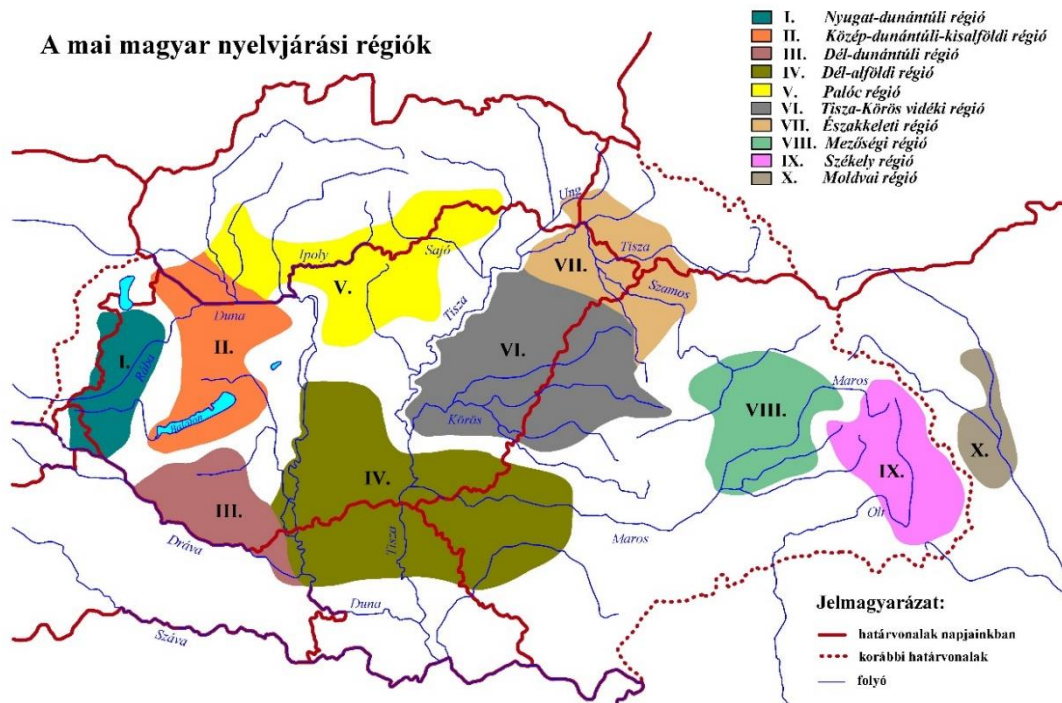 A mai magyar nyelvjárási régiók
I. Nyugat-dunántúli régió
II. Közép-dunántúli-kisalföldi régió
III. Dél-dunántúli régió
IV. Dél-alföldi régió
V. Palóc régió
VI. Tisza-Körös vidéki régió
VII. Északkeleti régió
VIII. Mezőségi régió
IX. Székely régió
X. Moldvai régió
Ung
Tisza
Ipoly
Sajó
VII.
V.
Szamos
Tisza
Duna
I.
II.
VI.
Rába
Maros
VIII.
Balaton
Körös
X.
IX.
IV.
III.
Olt
Dráva
Tisza
Maros
Duna
Száva
Jelmagyarázat:
határvonalak napjainkban
korábbi határvonalak
folyó